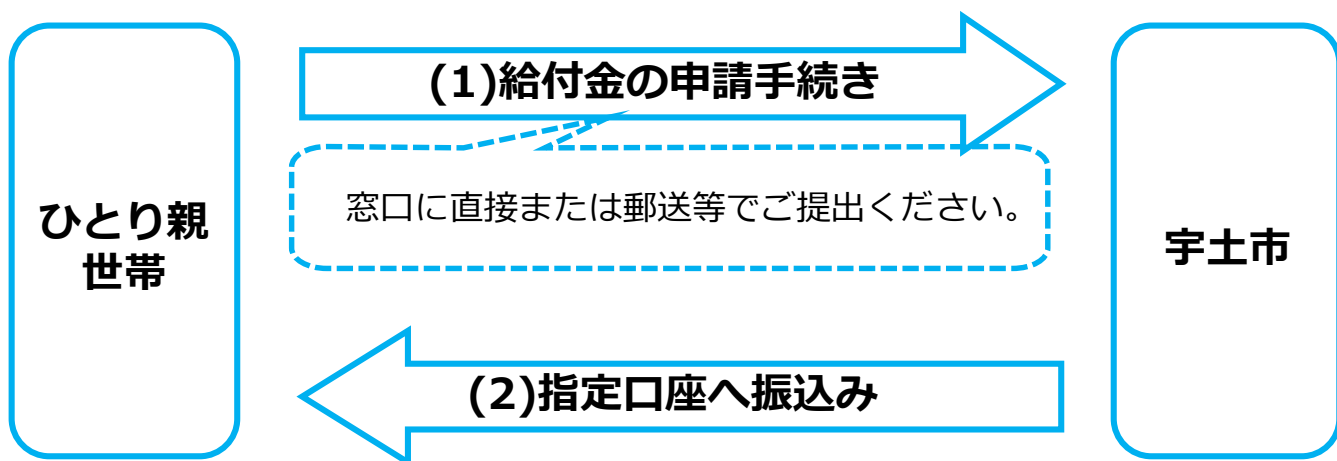 (1)給付金の申請手続き
窓口に直接または郵送等でご提出ください。
ひとり親
世帯
宇土市
(2)指定口座へ振込み